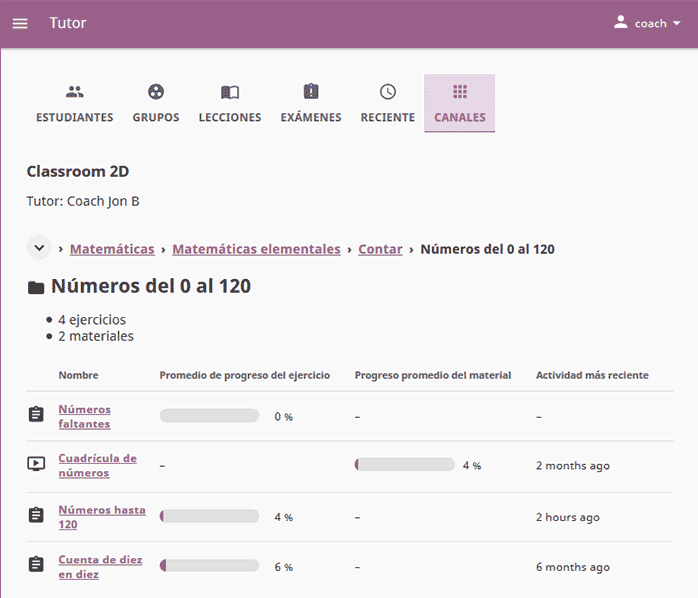 Tutor
coach
ESTUDIANTES GRUPOS LECCIONES EXÁMENES RECIENTE CANALES
Classroom 2D
Tutor: Coach Jon B
› Matemáticas › Matemáticas elementales › Contar › Números del 0 al 120
Números del 0 al 120
• 4 ejercicios
• 2 materiales
Nombre Promedio de progreso del ejercicio Progreso promedio del material Actividad más reciente
Números
faltantes
0 % – –
Cuadrícula de
números
– 4 % 2 months ago
Números hasta
120
4 % – 2 hours ago
Cuenta de diez
en diez
6 % – 6 months ago